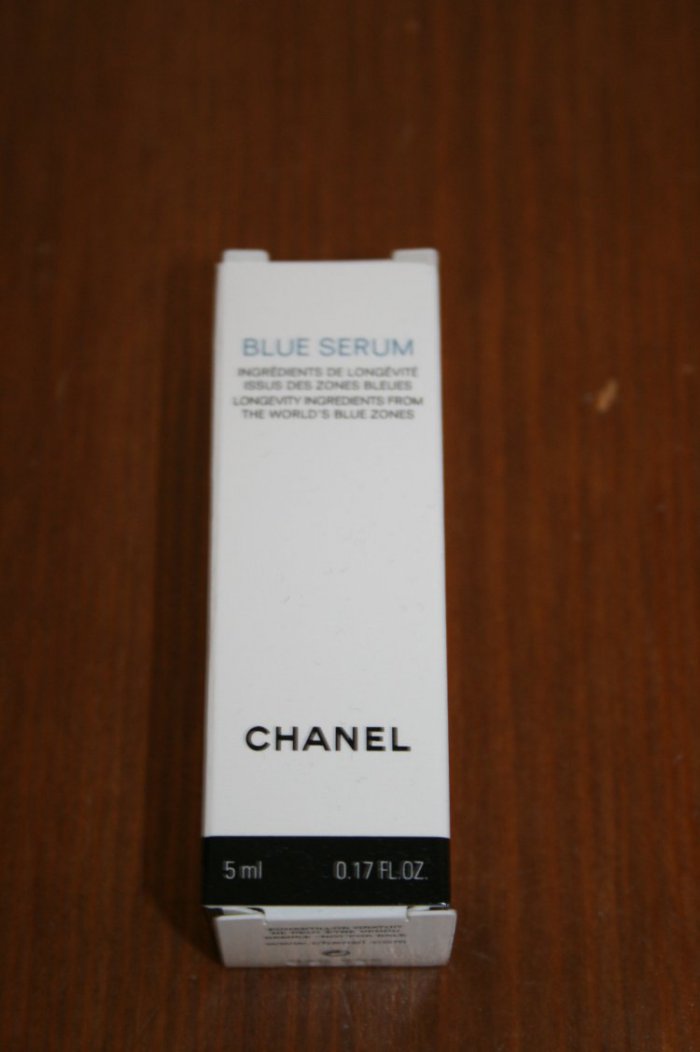 BLUE SERUM
INGRÉDIENTS DE LONGÉVITÉ
ISSUS DES ZONES BLEUES
LONGEVITY INGREDIENTS FROM
THE WORLD'S BLUE ZONES
CHANEL
5 ml 0.17 FL.OZ.